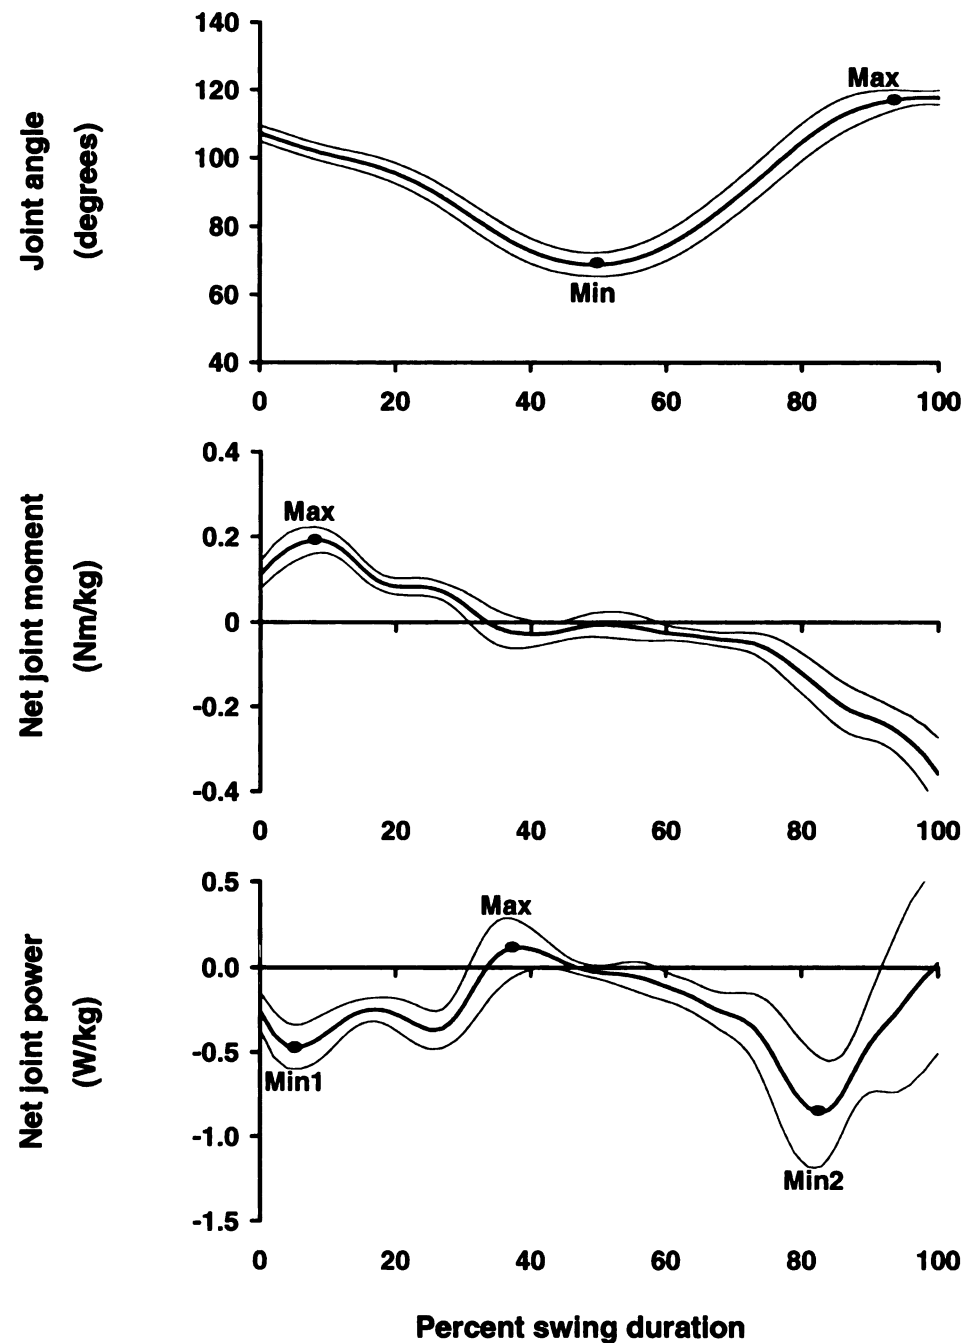 Joint angle
(degrees)
140
120
100
80
60
40
Max
Min
0 20 40 60 80 100
Net joint moment
(Nm/kg)
0.4
0.2
0
-0.2
-0.4
Max
0 20 40 60 80 100
Net joint power
(W/kg)
0.5
0.0
-0.5
-1.0
-1.5
Max
Min1
Min2
0 20 40 60 80 100
Percent swing duration